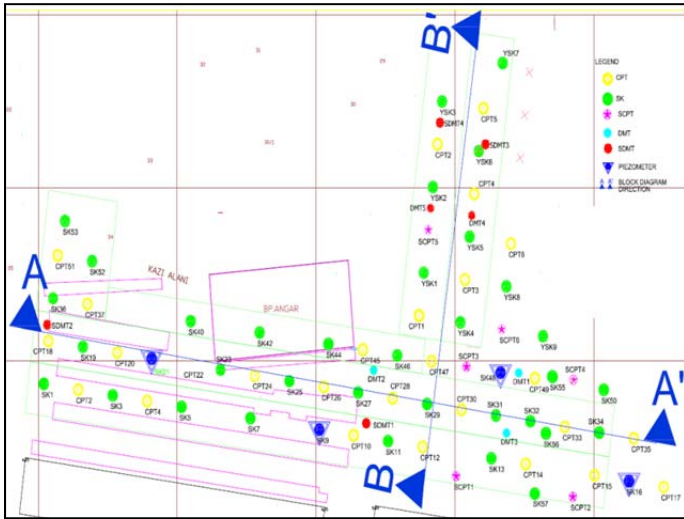 B'
YSK7
LEGEND
CPT
SK
SCPT
DMT
SDMT
PIEZOMETER
BLOCK DIAGRAM
DIRECTION
YSK3
SDMT4
CPT5
CPT2
SDMT3
YSK6
YSK2
CPT4
DMT5
DMT4
SCPT5
YSK5
CPT6
SK53
CPT51
SK52
KAZI ALANI
YSK1
CPT3
YSK8
A
SK36
CPT37
BP.ANGAR
SDMT2
SK40
SK42
CPT1
YSK4
SCPT6
YSK9
CPT18
SK19
CPT20
SK21
SK44
CPT45
SK46
CPT47
SCPT3
CPT22
SK23
CPT24
SK25
DMT2
SK48
DMT1
CPT49
SK55
SCPT4
SK1
CPT2
SK3
CPT4
SK5
SK7
CPT26
SK27
CPT28
SK29
CPT30
SK31
SK32
SK50
A'
SK9
SDMT1
CPT10
SK11
CPT12
DMT3
SK56
CPT33
SK34
CPT35
B
SCPT1
SK13
CPT14
SK57
SCPT2
CPT15
SK16
CPT17